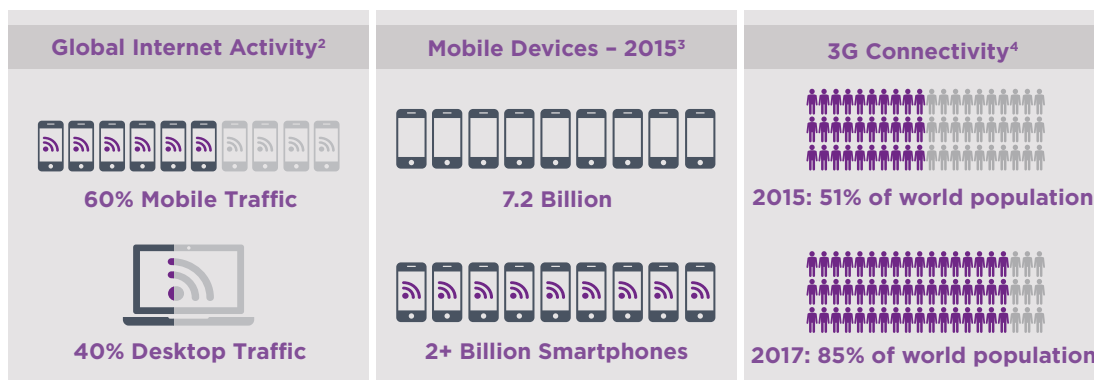 Global Internet Activity²
60% Mobile Traffic
40% Desktop Traffic
Mobile Devices – 2015³
7.2 Billion
2+ Billion Smartphones
3G Connectivity⁴
2015: 51% of world population
2017: 85% of world population